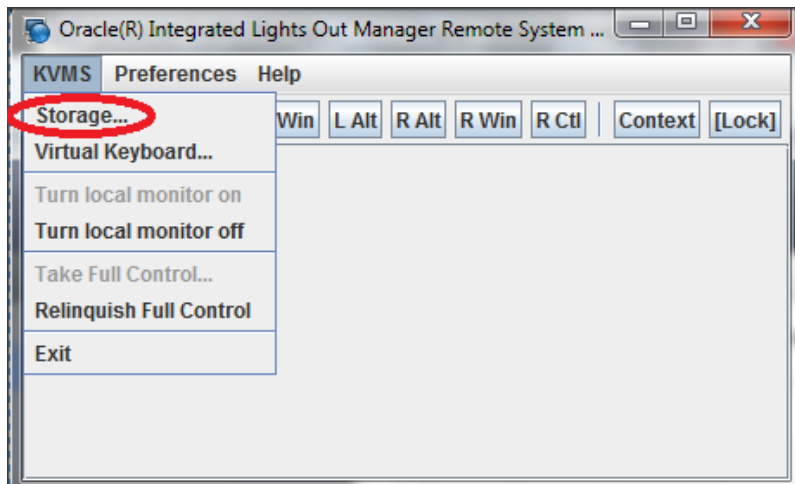 Oracle(R) Integrated Lights Out Manager Remote System ...
KVMS Preferences Help
Storage...
Win L Alt R Alt R Win R Ctl Context [Lock]
Virtual Keyboard...
Turn local monitor on
Turn local monitor off
Take Full Control...
Relinquish Full Control
Exit